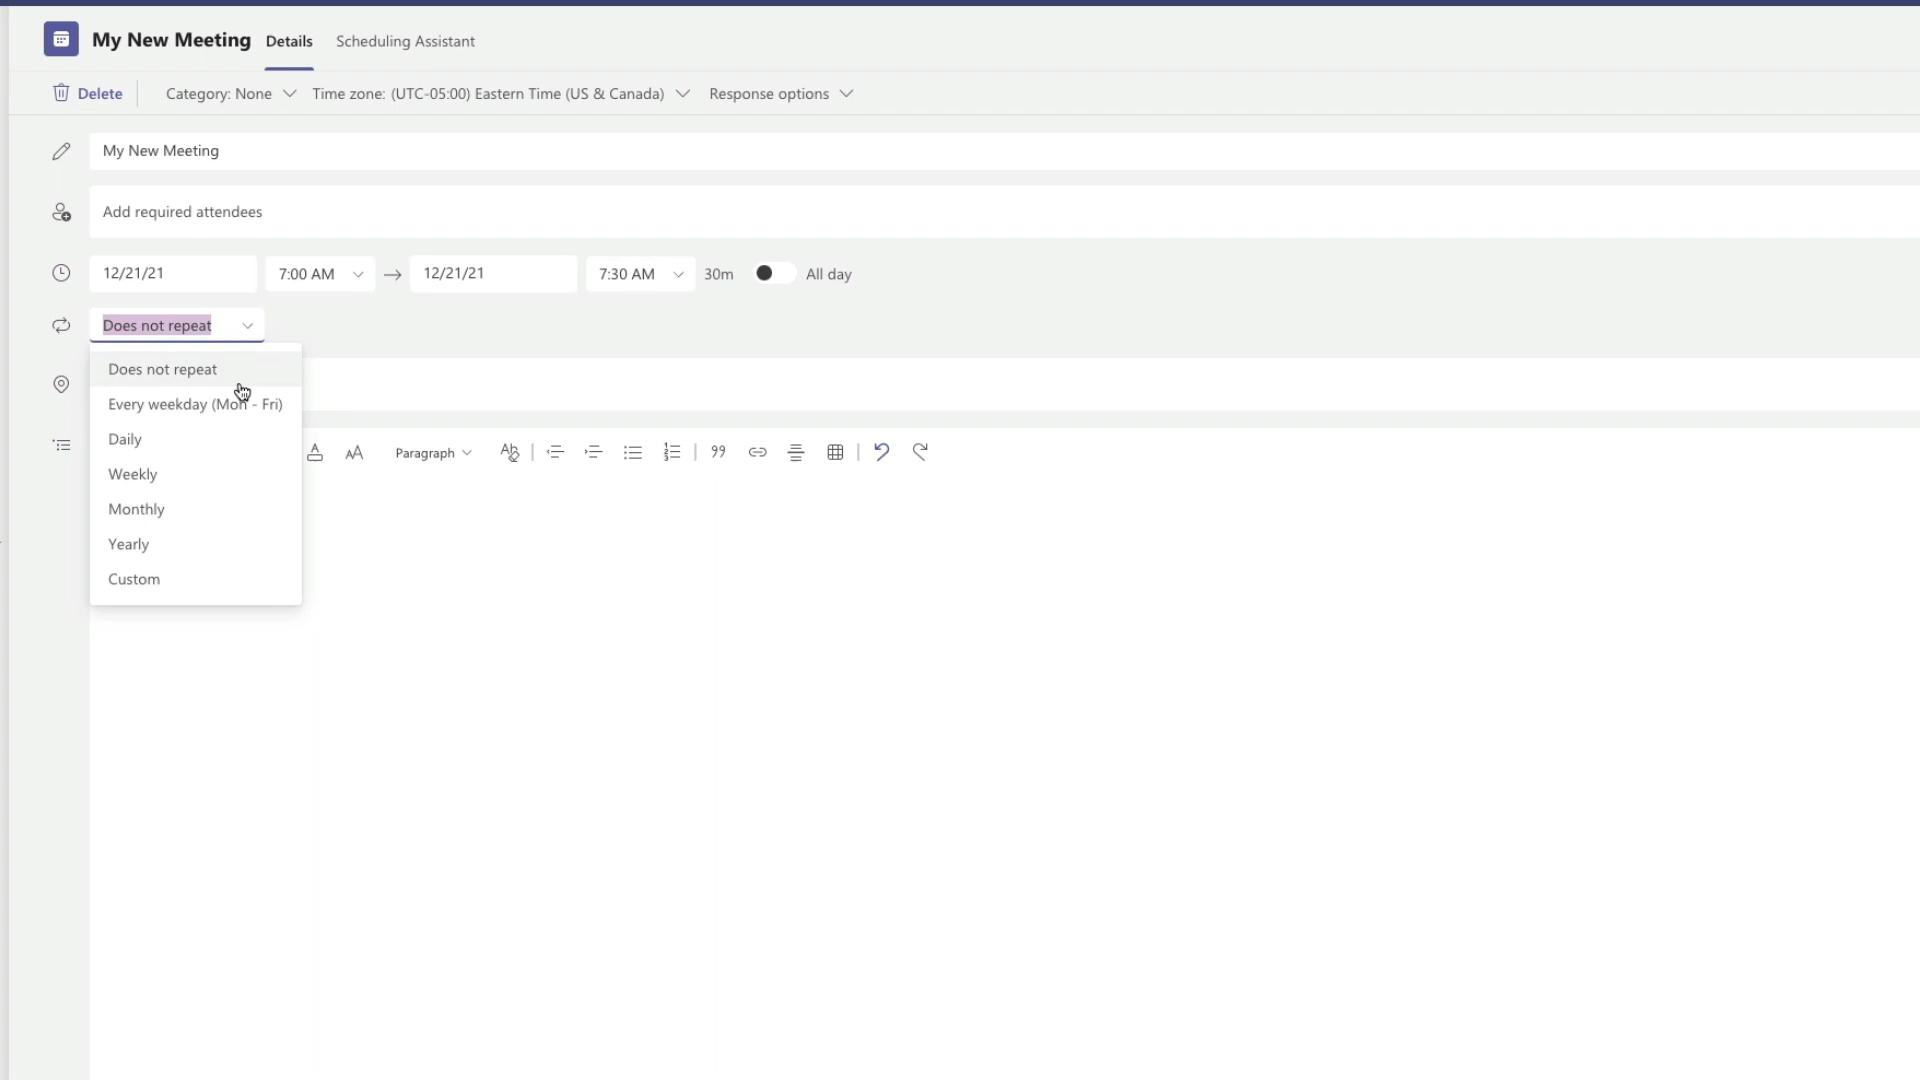 My New Meeting Details Scheduling Assistant
Delete Category: None Time zone: (UTC-05:00) Eastern Time (US & Canada) Response options
My New Meeting
Add required attendees
12/21/21 7:00 AM → 12/21/21 7:30 AM 30m All day
Does not repeat
Does not repeat
Every weekday (Mon - Fri)
Daily
Weekly
Monthly
Yearly
Custom
Paragraph